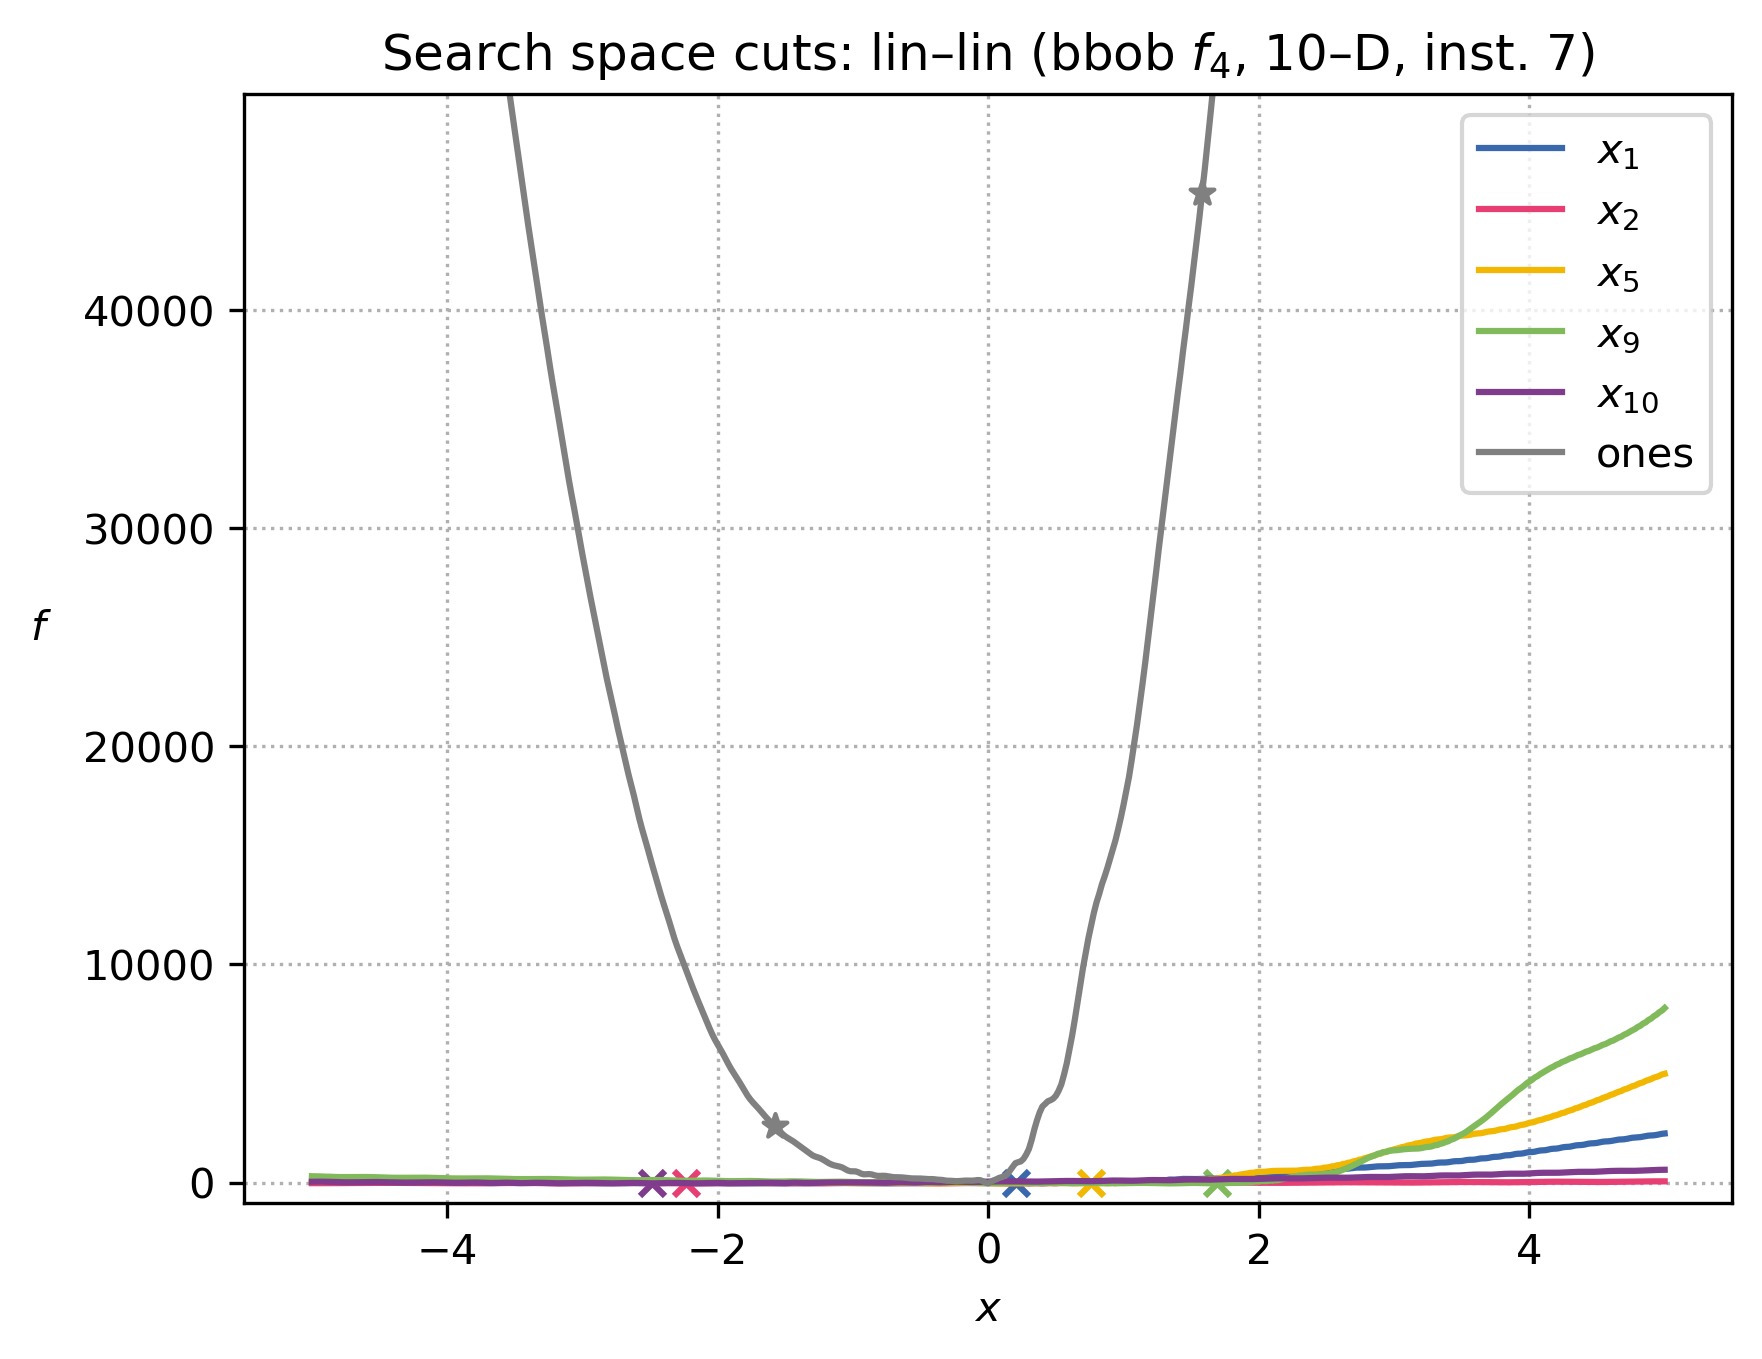 Search space cuts: lin–lin (bbob f₄, 10–D, inst. 7)
x₁
x₂
x₅
x₉
x₁₀
ones
40000
30000
20000
10000
0
f
−4 −2 0 2 4
x